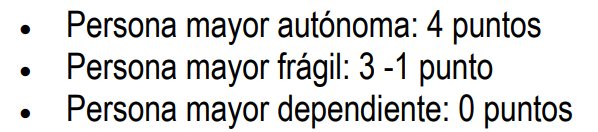 • Persona mayor autónoma: 4 puntos
• Persona mayor frágil: 3 -1 punto
• Persona mayor dependiente: 0 puntos